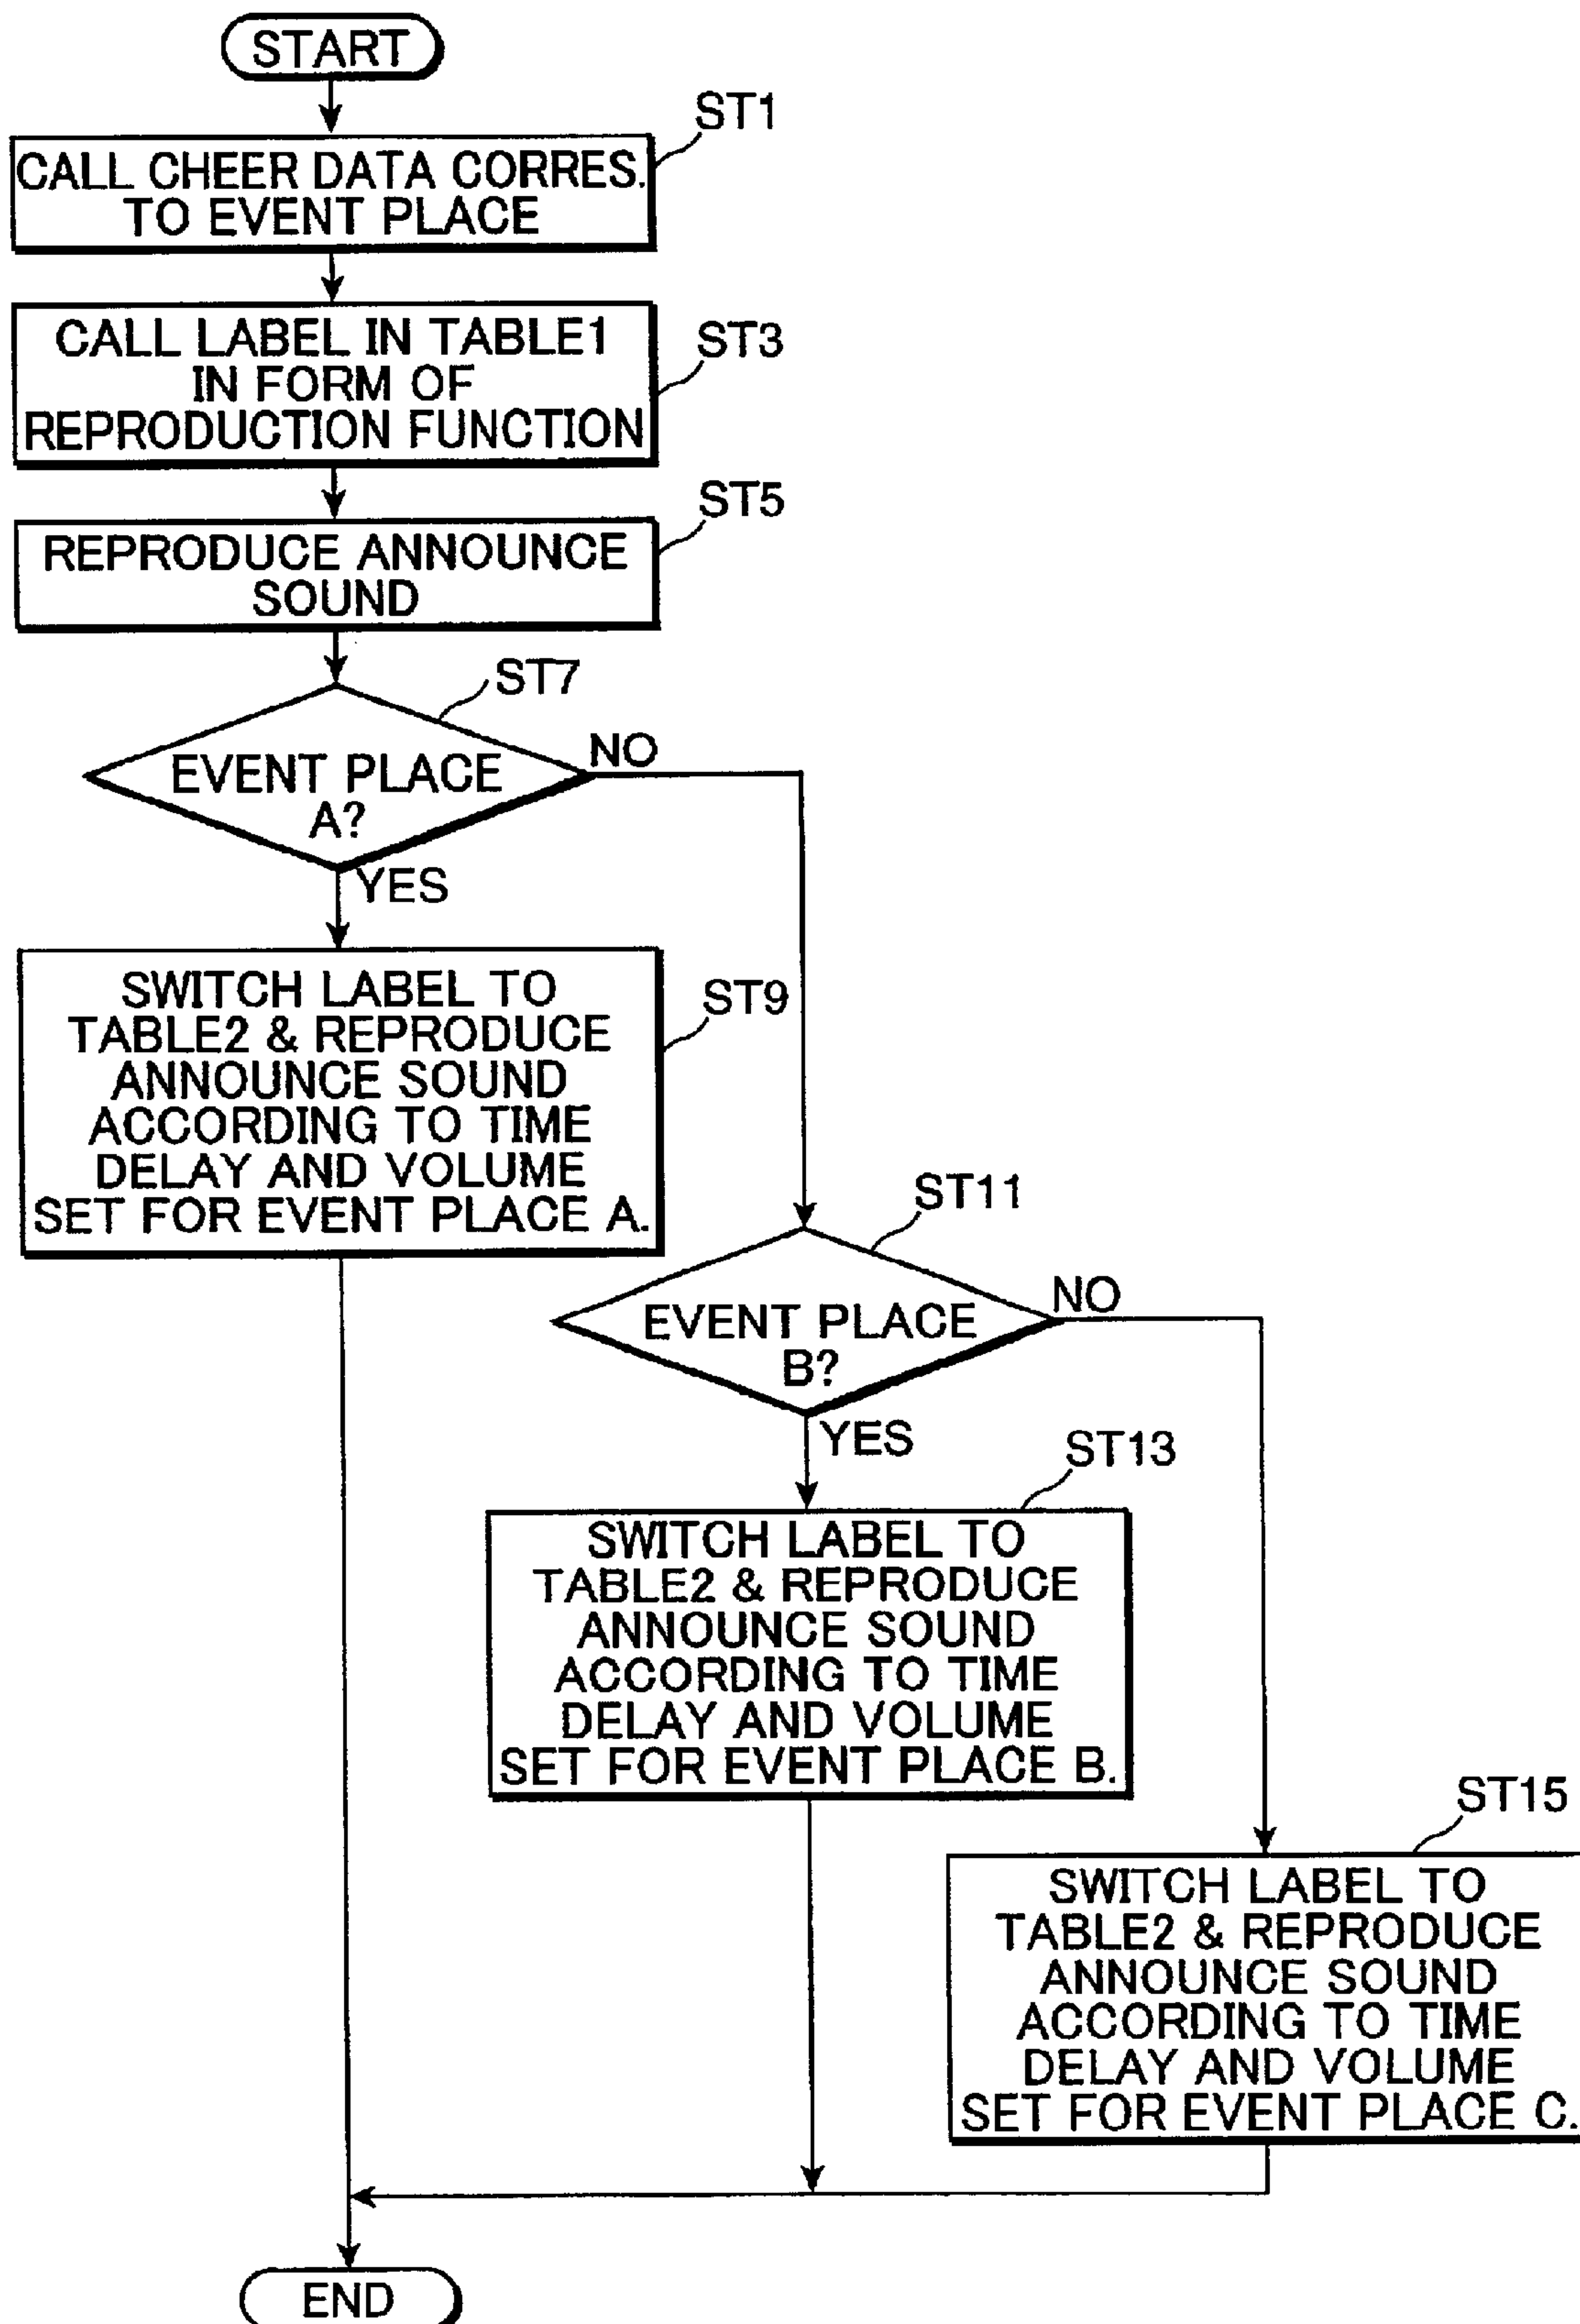 START
ST1
CALL CHEER DATA CORRES.
TO EVENT PLACE
ST3
CALL LABEL IN TABLE1
IN FORM OF
REPRODUCTION FUNCTION
ST5
REPRODUCE ANNOUNCE
SOUND
ST7
EVENT PLACE
A?
NO
YES
ST9
SWITCH LABEL TO
TABLE2 & REPRODUCE
ANNOUNCE SOUND
ACCORDING TO TIME
DELAY AND VOLUME
SET FOR EVENT PLACE A.
ST11
EVENT PLACE
B?
NO
YES
ST13
SWITCH LABEL TO
TABLE2 & REPRODUCE
ANNOUNCE SOUND
ACCORDING TO TIME
DELAY AND VOLUME
SET FOR EVENT PLACE B.
ST15
SWITCH LABEL TO
TABLE2 & REPRODUCE
ANNOUNCE SOUND
ACCORDING TO TIME
DELAY AND VOLUME
SET FOR EVENT PLACE C.
END